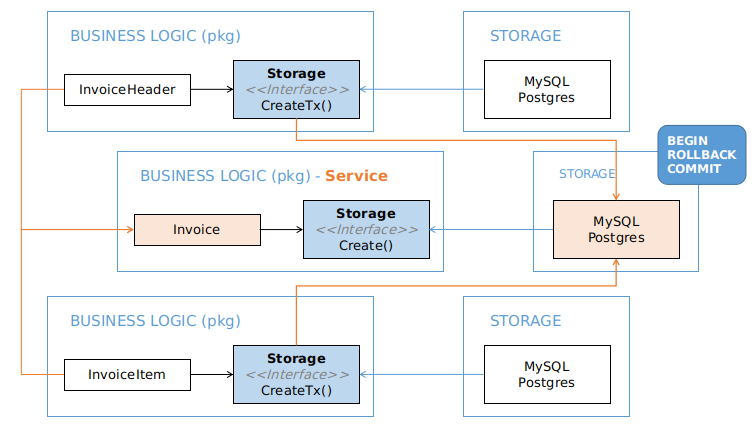 BUSINESS LOGIC (pkg)
InvoiceHeader
Storage
<<Interface>>
CreateTx()
STORAGE
MySQL
Postgres
BUSINESS LOGIC (pkg) - Service
Invoice
Storage
<<Interface>>
Create()
STORAGE
MySQL
Postgres
BEGIN
ROLLBACK
COMMIT
BUSINESS LOGIC (pkg)
InvoiceItem
Storage
<<Interface>>
CreateTx()
STORAGE
MySQL
Postgres